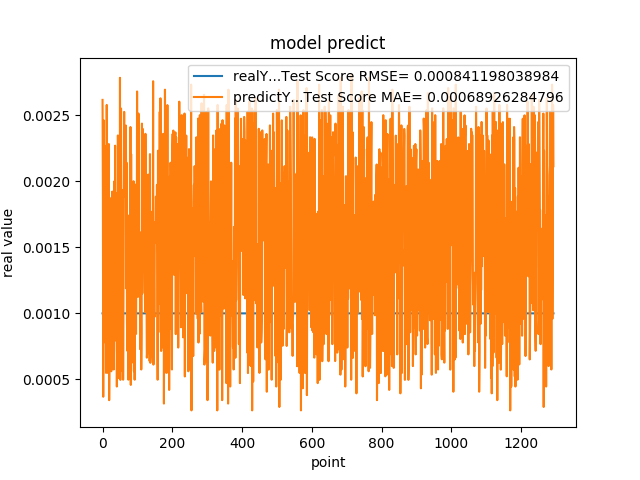 model predict
realY...Test Score RMSE= 0.000841198038984
predictY...Test Score MAE= 0.00068926284796
0.0025
0.0020
0.0015
0.0010
0.0005
real value
0 200 400 600 800 1000 1200
point